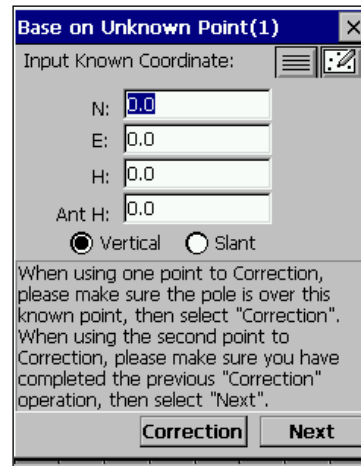 Base on Unknown Point(1) ×
Input Known Coordinate:
N: 0.0
E: 0.0
H: 0.0
Ant H: 0.0
Vertical Slant
When using one point to Correction,
please make sure the pole is over this
known point, then select "Correction".
When using the second point to
Correction, please make sure you have
completed the previous "Correction"
operation, then select "Next".
Correction Next